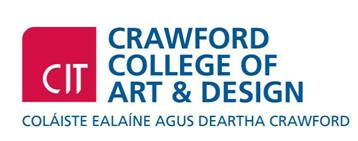 CIT
CRAWFORD
COLLEGE OF
ART & DESIGN
COLÁISTE EALAÍNE AGUS DEARTHA CRAWFORD